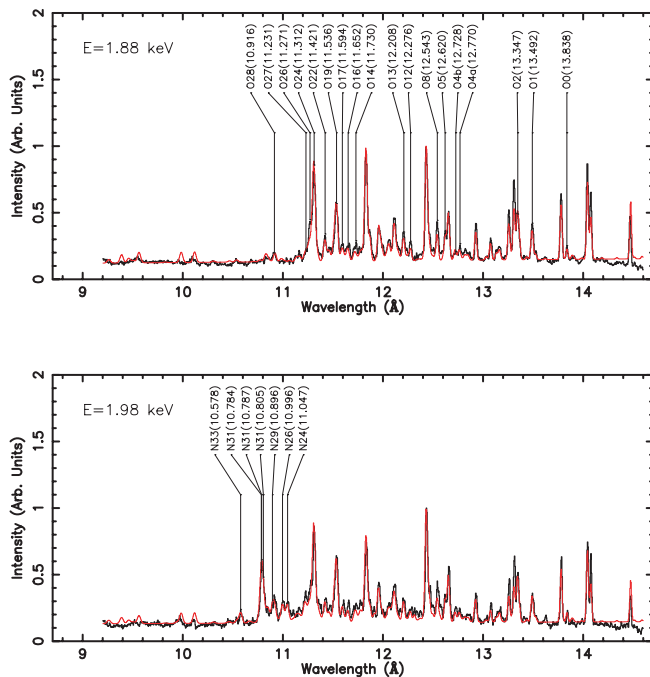 E=1.88 keV
O28(10.916)
O27(11.231)
O26(11.271)
O24(11.312)
O22(11.421)
O19(11.536)
O17(11.594)
O16(11.652)
O14(11.730)
O13(12.208)
O12(12.276)
O8(12.543)
O5(12.620)
O4b(12.728)
O4a(12.770)
O2(13.347)
O1(13.492)
O0(13.838)
Intensity (Arb. Units)
2
1.5
1
0.5
0
9 10 11 12 13 14
Wavelength (Å)
E=1.98 keV
N33(10.578)
N31(10.784)
N31(10.787)
N31(10.805)
N29(10.896)
N26(10.996)
N24(11.047)
Intensity (Arb. Units)
2
1.5
1
0.5
0
9 10 11 12 13 14
Wavelength (Å)